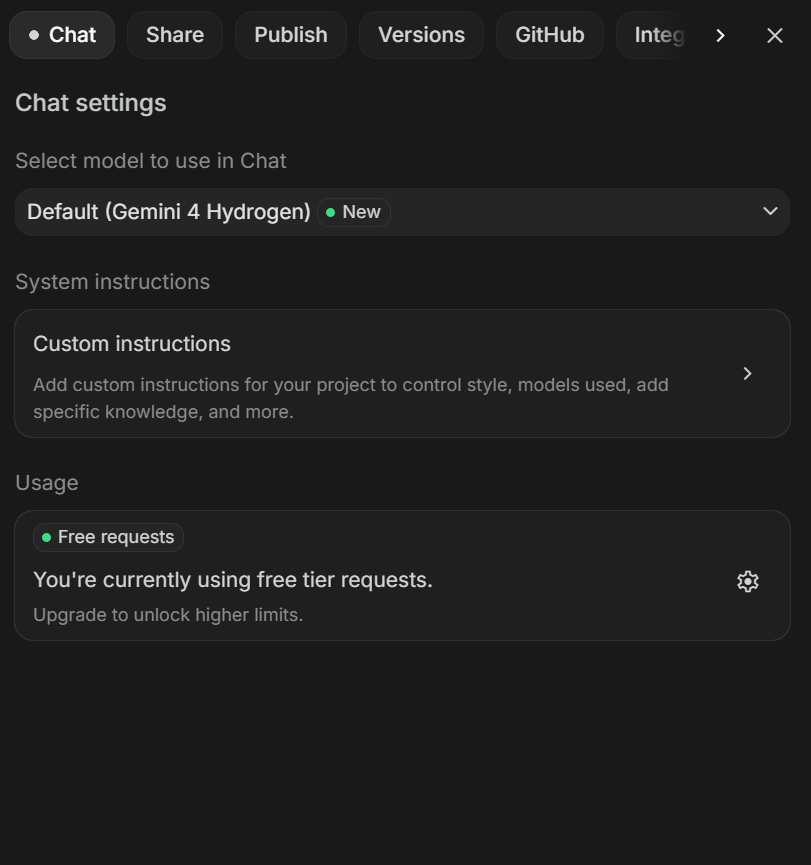 Chat Share Publish Versions GitHub Integ
Chat settings
Select model to use in Chat
Default (Gemini 4 Hydrogen) New
System instructions
Custom instructions
Add custom instructions for your project to control style, models used, add
specific knowledge, and more.
Usage
Free requests
You're currently using free tier requests.
Upgrade to unlock higher limits.